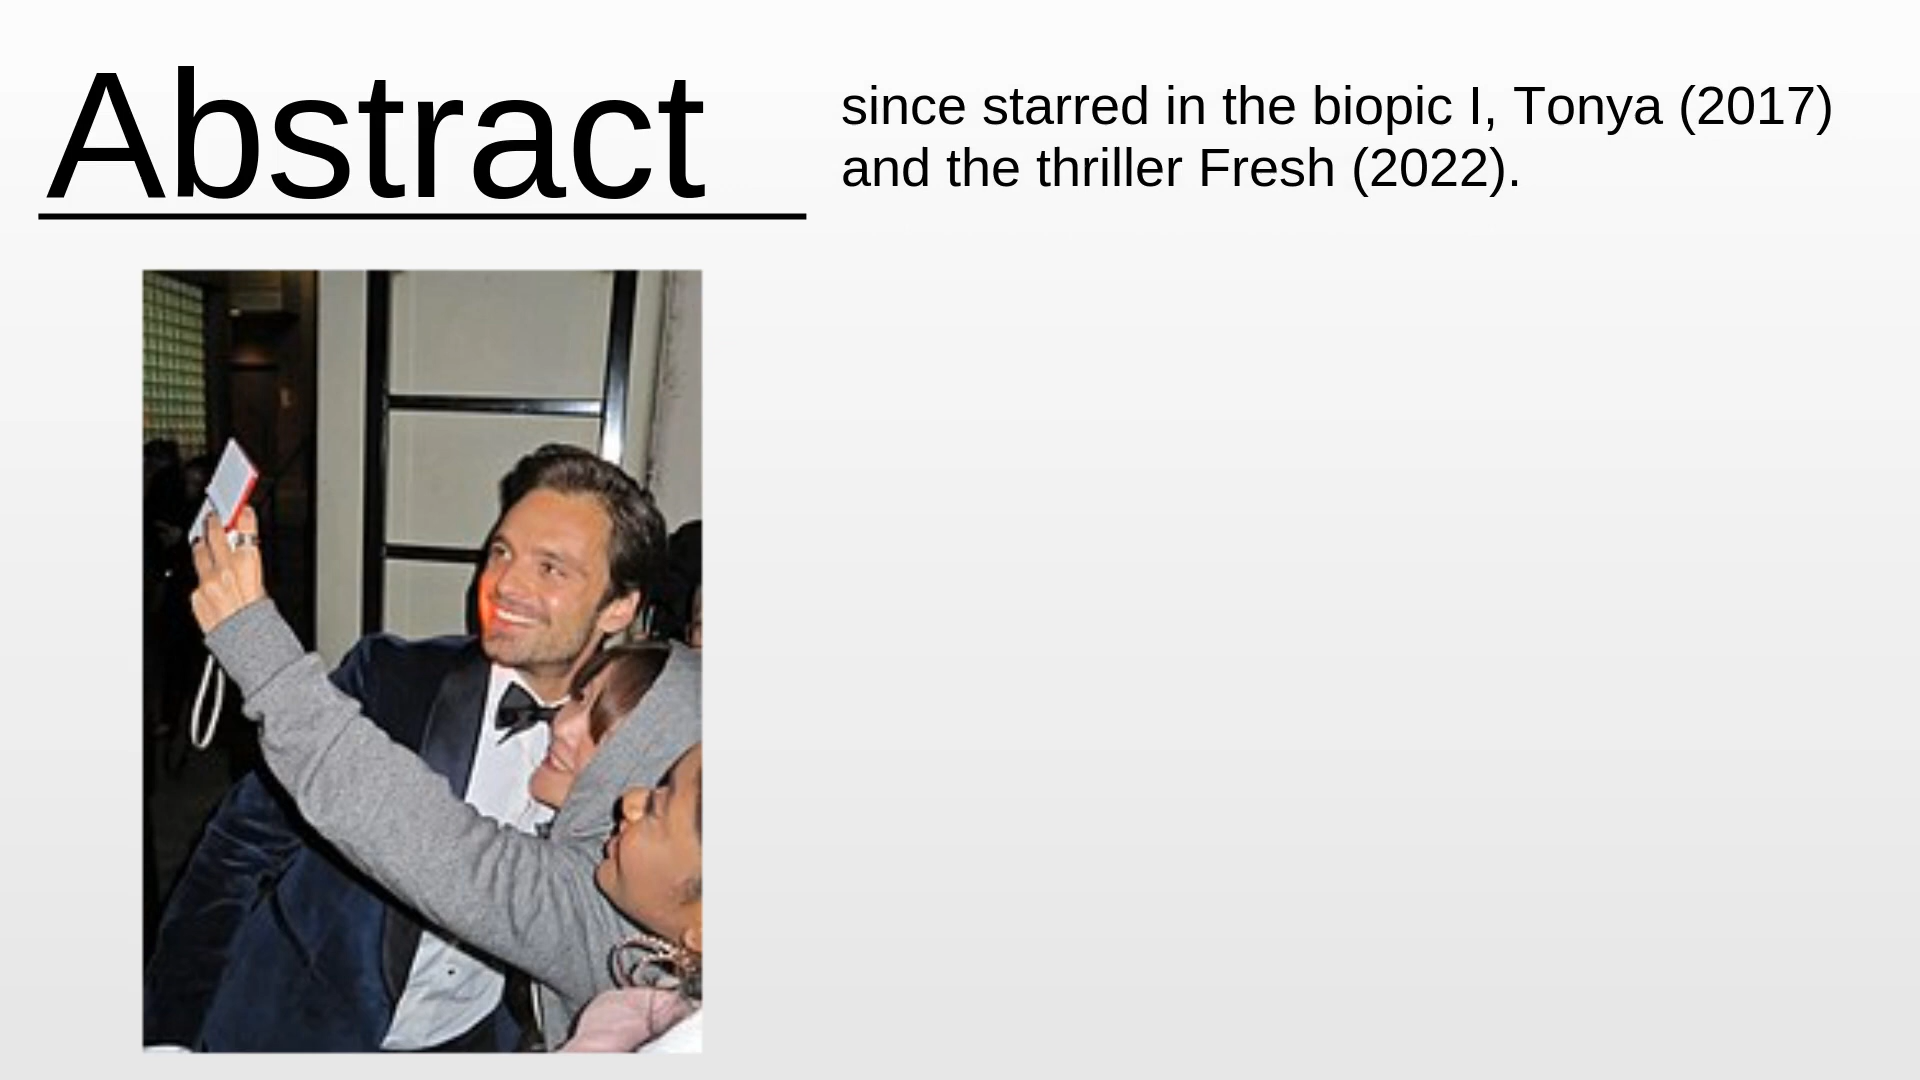 Abstract
since starred in the biopic I, Tonya (2017)
and the thriller Fresh (2022).